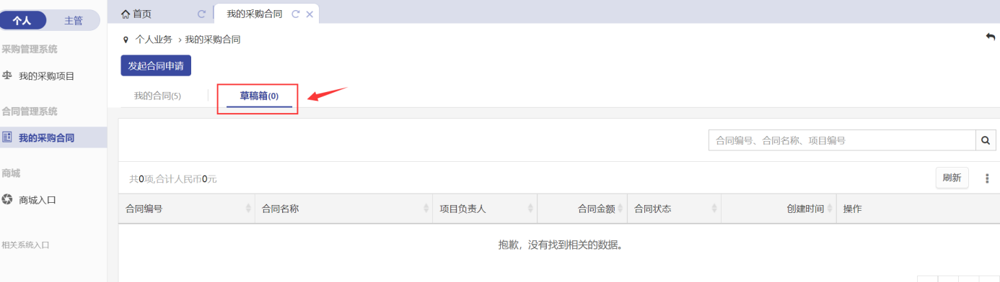 个人 主管
采购管理系统
我的采购项目
合同管理系统
我的采购合同
商城
商城入口
相关系统入口
首页 我的采购合同
个人业务 > 我的采购合同
发起合同申请
我的合同(5) 草稿箱(0)
合同编号、合同名称、项目编号
共0项,合计人民币0元 刷新
合同编号 合同名称 项目负责人 合同金额 合同状态 创建时间 操作
抱歉，没有找到相关的数据。